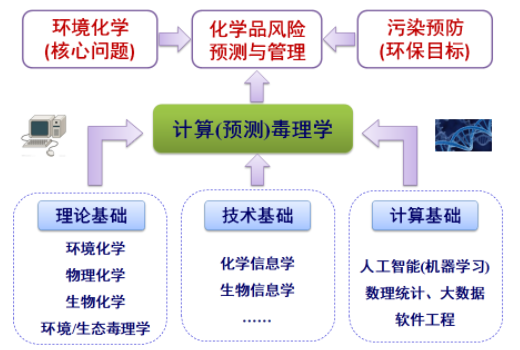 环境化学
(核心问题)
化学品风险
预测与管理
污染预防
(环保目标)
计算(预测)毒理学
理论基础
环境化学
物理化学
生物化学
环境/生态毒理学
技术基础
化学信息学
生物信息学
……
计算基础
人工智能(机器学习)
数理统计、大数据
软件工程